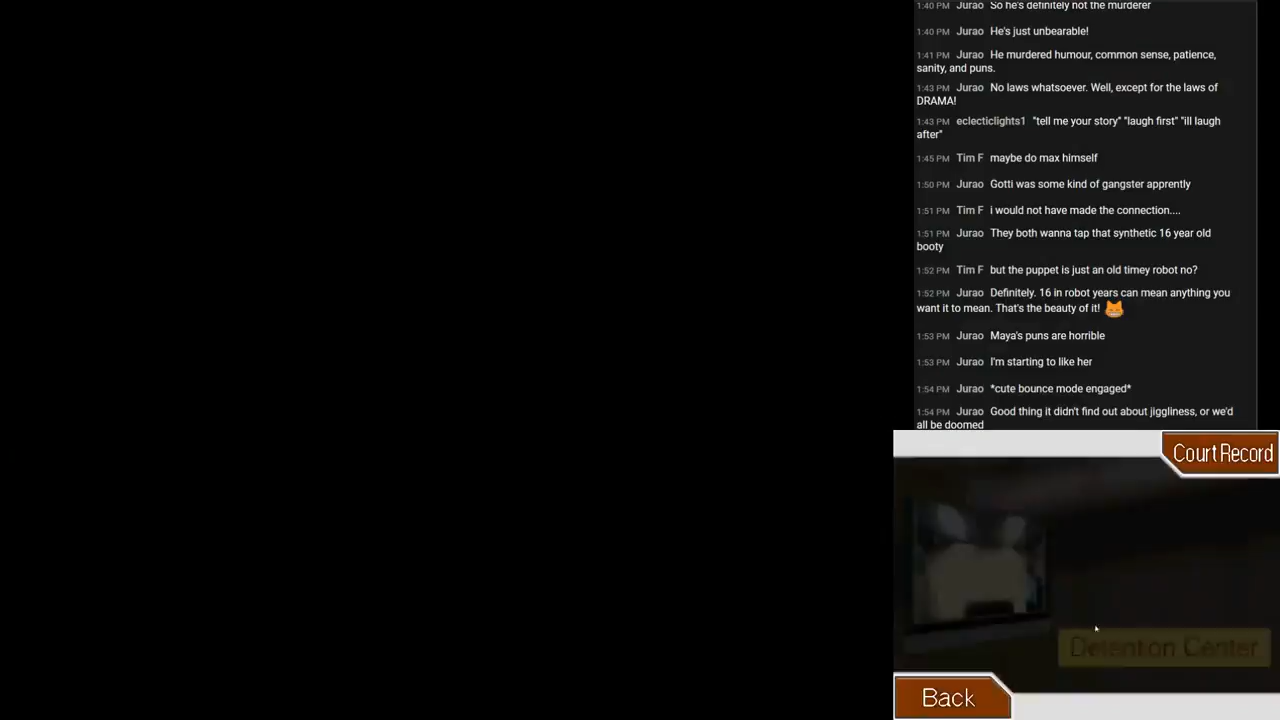 1:40 PM Jurao So he's definitely not the murderer
1:40 PM Jurao He's just unbearable!
1:41 PM Jurao He murdered humour, common sense, patience,
sanity, and puns.
1:43 PM Jurao No laws whatsoever. Well, except for the laws of
DRAMA!
1:43 PM eclecticlights1 "tell me your story" "laugh first" "ill laugh
after"
1:45 PM Tim F maybe do max himself
1:50 PM Jurao Gotti was some kind of gangster apprently
1:51 PM Tim F i would not have made the connection....
1:51 PM Jurao They both wanna tap that synthetic 16 year old
booty
1:52 PM Tim F but the puppet is just an old timey robot no?
1:52 PM Jurao Definitely. 16 in robot years can mean anything you
want it to mean. That's the beauty of it!
1:53 PM Jurao Maya's puns are horrible
1:53 PM Jurao I'm starting to like her
1:54 PM Jurao *cute bounce mode engaged*
1:54 PM Jurao Good thing it didn't find out about jiggliness, or we'd
all be doomed
Court Record
Detention Center
Back